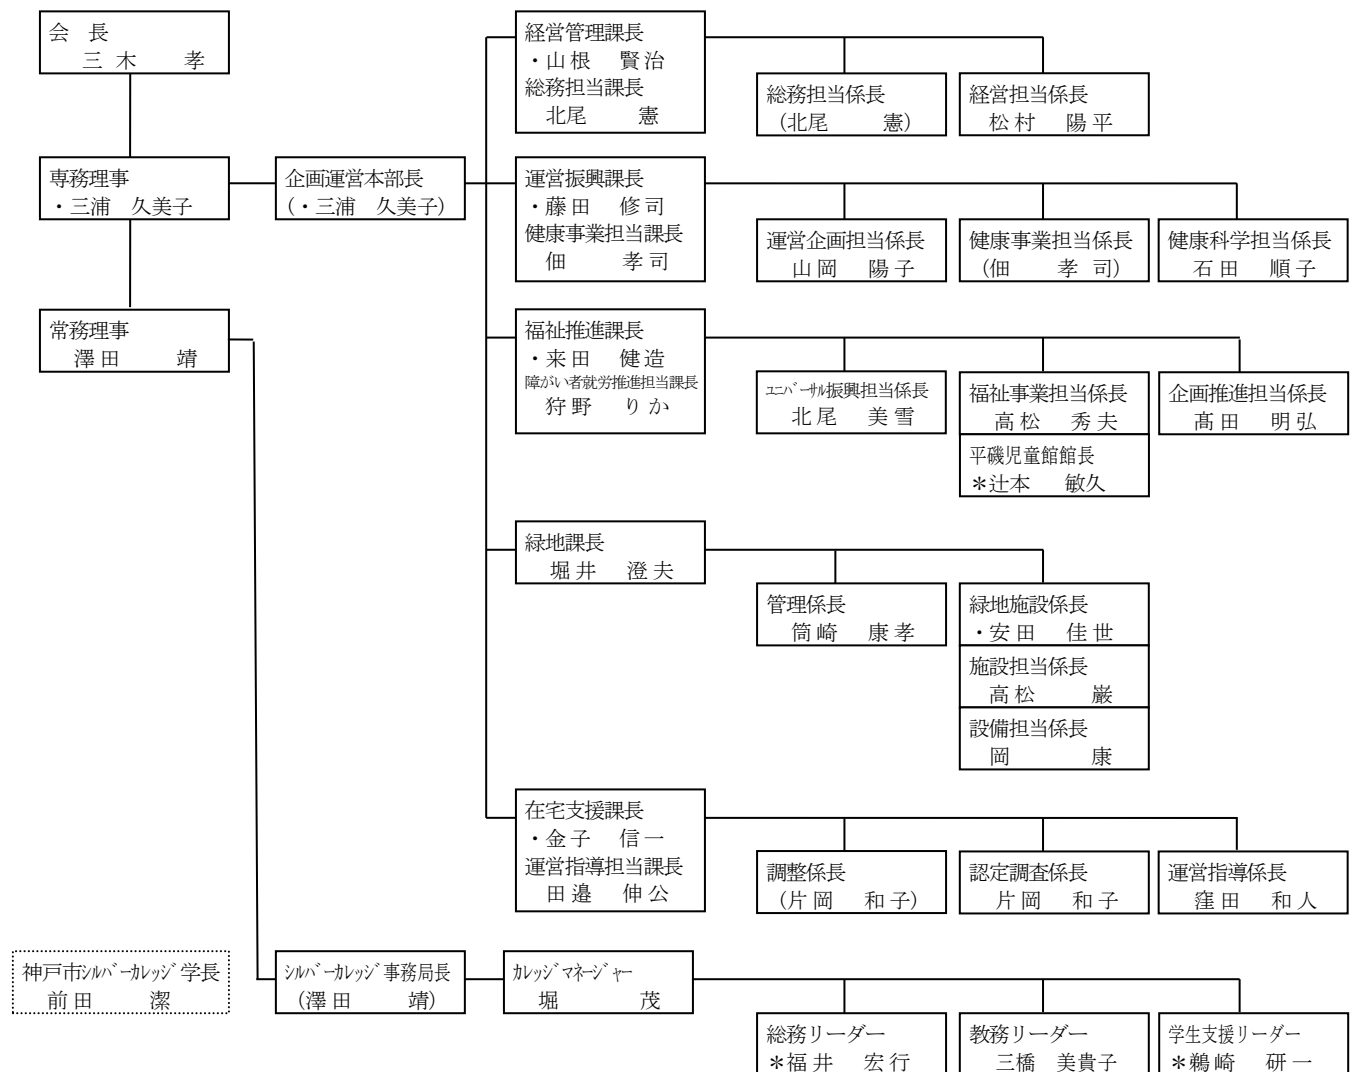 会　長
三 木　　孝
専務理事
・三浦　久美子
常務理事
澤田　　靖
企画運営本部長
(・三浦　久美子)
経営管理課長
・山根　賢治
総務担当課長
北尾　　憲
総務担当係長
(北尾　　憲)
経営担当係長
松村　陽平
運営振興課長
・藤田　修司
健康事業担当課長
佃　　孝司
運営企画担当係長
山岡　陽子
健康事業担当係長
(佃　　孝 司)
健康科学担当係長
石田　順子
福祉推進課長
・来田　健造
障がい者就労推進担当課長
狩野　りか
ﾕﾆﾊﾞｰｻﾙ振興担当係長
北尾　美雪
福祉事業担当係長
高松　秀夫
平磯児童館館長
＊辻本　敏久
企画推進担当係長
髙田　明弘
緑地課長
堀井　澄夫
管理係長
筒崎　康孝
緑地施設係長
・安田　佳世
施設担当係長
高松　　巌
設備担当係長
岡　　　康
在宅支援課長
・金子　信一
運営指導担当課長
田邉　伸公
調整係長
(片岡　和子)
認定調査係長
片岡　和子
運営指導係長
窪田　和人
神戸市ｼﾙﾊﾞｰｶﾚｯｼﾞ学長
前田　　潔
ｼﾙﾊﾞｰｶﾚｯｼﾞ事務局長
(澤田　　靖)
ｶﾚｯｼﾞﾏﾈｰｼﾞｬｰ
堀　　　茂
総務リーダー
＊福井　宏行
教務リーダー
三橋　美貴子
学生支援リーダー
＊鵜崎　研一